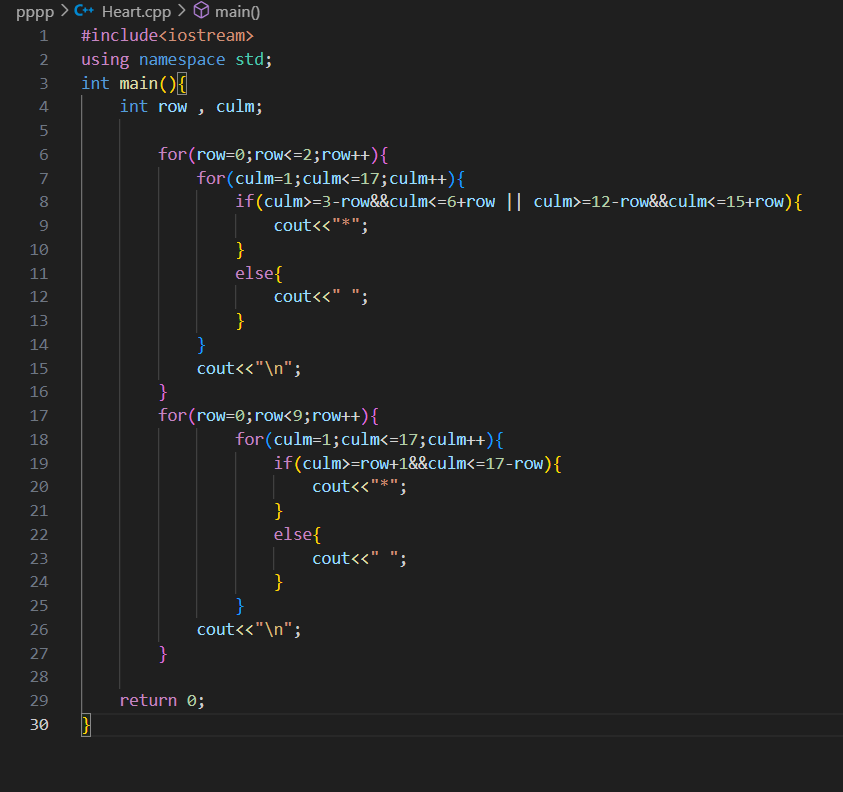 pppp > C++ Heart.cpp > main()
1 #include<iostream>
2 using namespace std;
3 int main(){
4     int row , culm;
5
6         for(row=0;row<=2;row++){
7             for(culm=1;culm<=17;culm++){
8                 if(culm>=3-row&&culm<=6+row || culm>=12-row&&culm<=15+row){
9                     cout<<"*";
10                 }
11                 else{
12                     cout<<" ";
13                 }
14             }
15             cout<<"\n";
16         }
17         for(row=0;row<9;row++){
18                 for(culm=1;culm<=17;culm++){
19                     if(culm>=row+1&&culm<=17-row){
20                         cout<<"*";
21                     }
22                     else{
23                         cout<<" ";
24                     }
25                 }
26             cout<<"\n";
27         }
28
29     return 0;
30 }